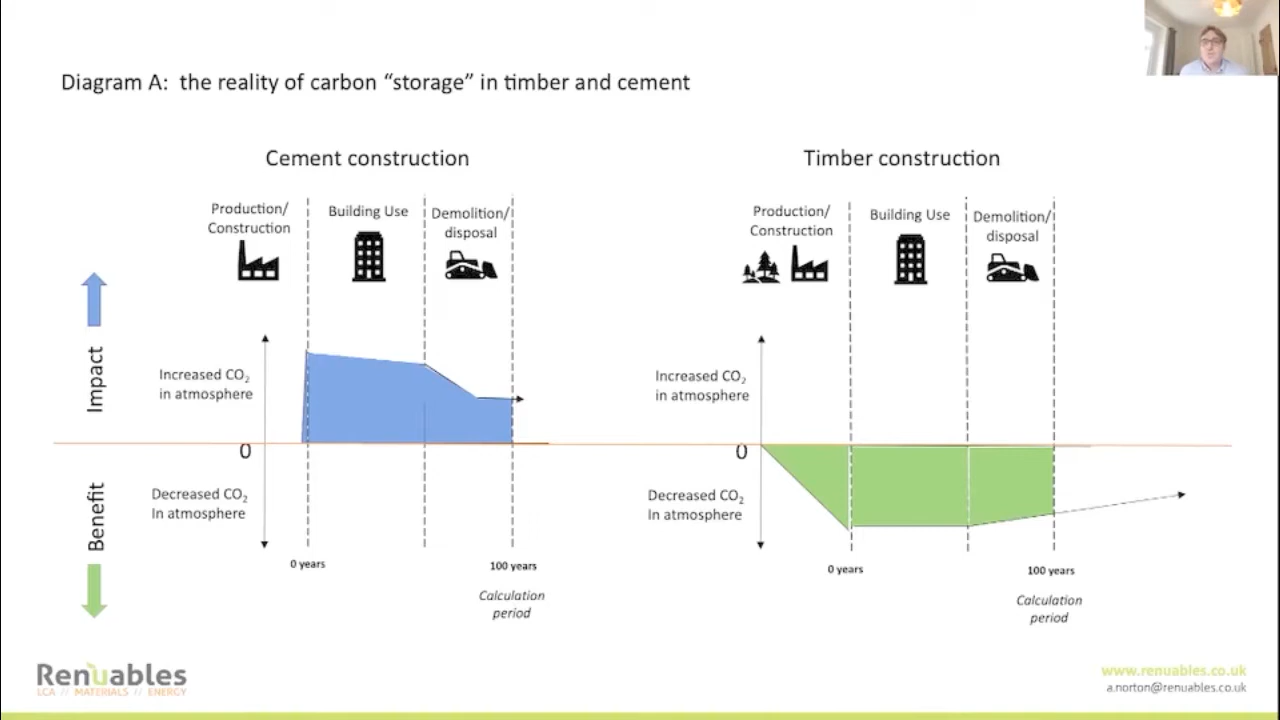 Diagram A:  the reality of carbon “storage” in timber and cement
Cement construction
Production/
Construction
Building Use
Demolition/
disposal
Impact
Benefit
Increased CO₂
in atmosphere
0
Decreased CO₂
In atmosphere
0 years
100 years
Calculation
period
Timber construction
Production/
Construction
Building Use
Demolition/
disposal
Increased CO₂
in atmosphere
0
Decreased CO₂
In atmosphere
0 years
100 years
Calculation
period
Renuables
LCA // MATERIALS // ENERGY
www.renuables.co.uk
a.norton@renuables.co.uk